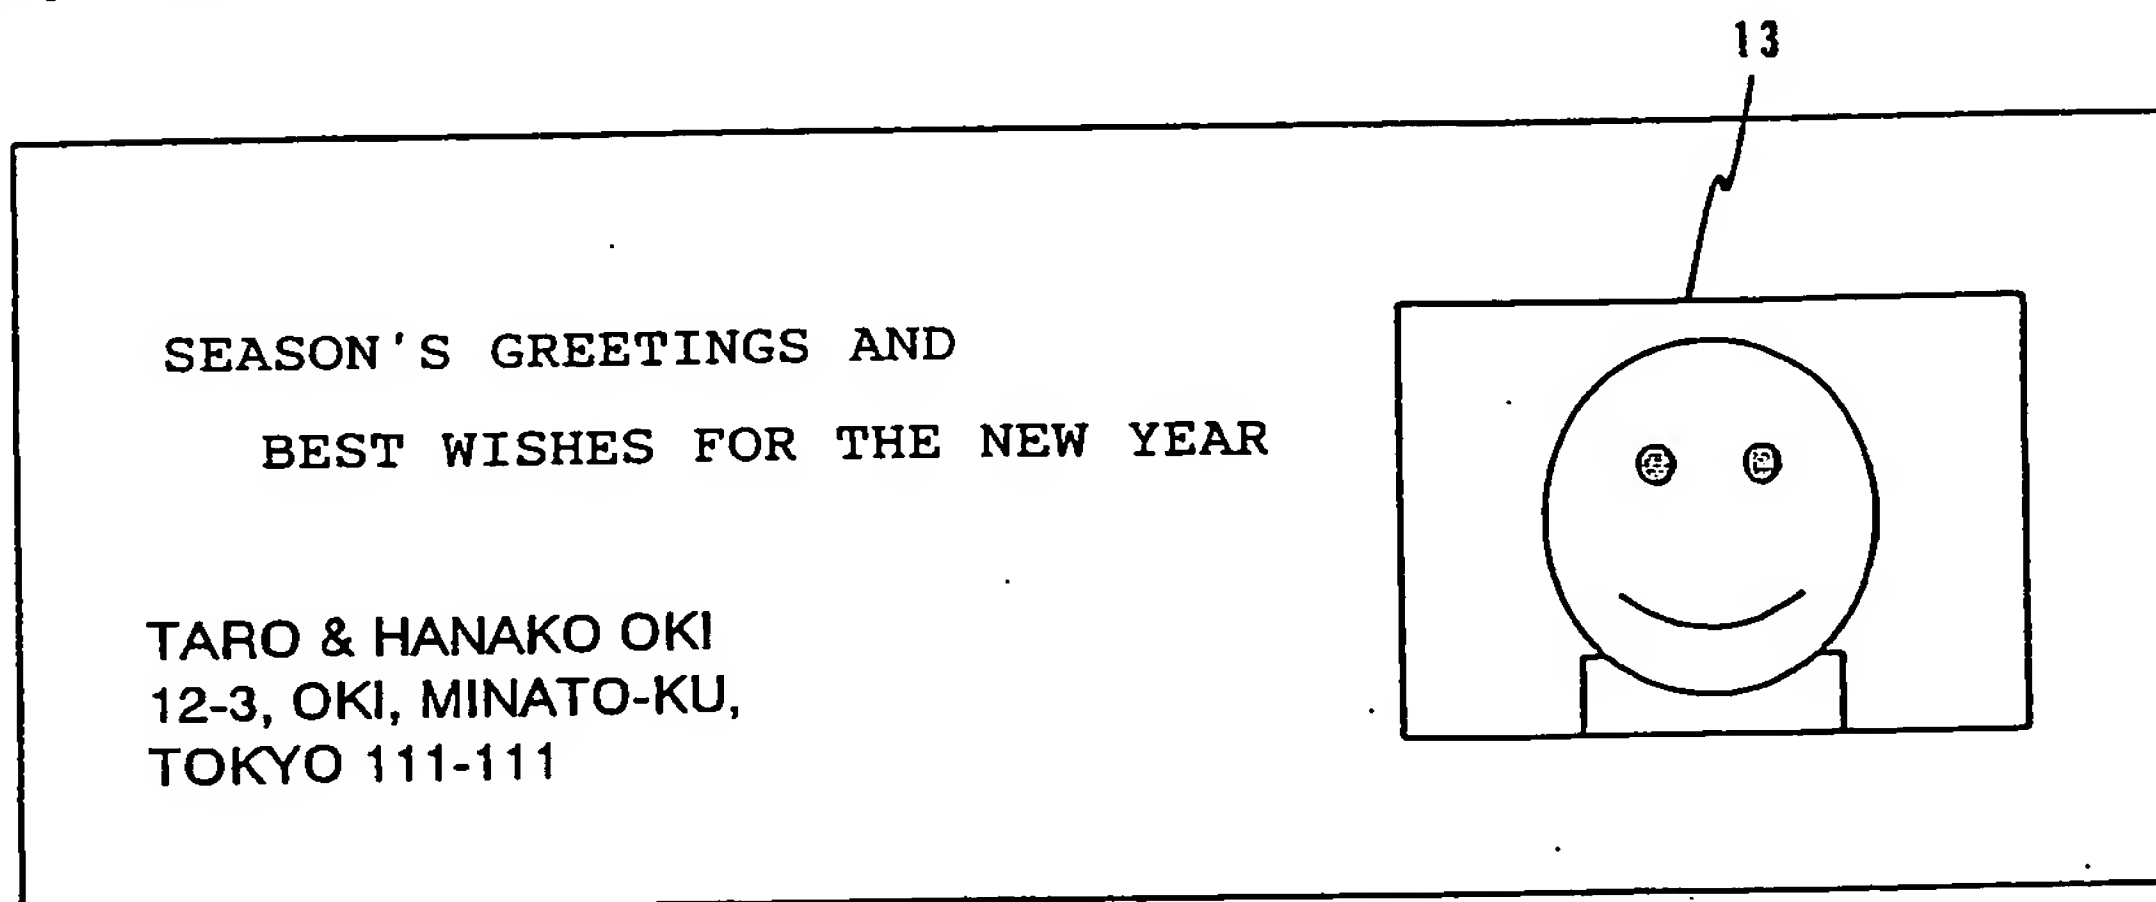 13
SEASON'S GREETINGS AND
BEST WISHES FOR THE NEW YEAR
TARO & HANAKO OKI
12-3, OKI, MINATO-KU,
TOKYO 111-111